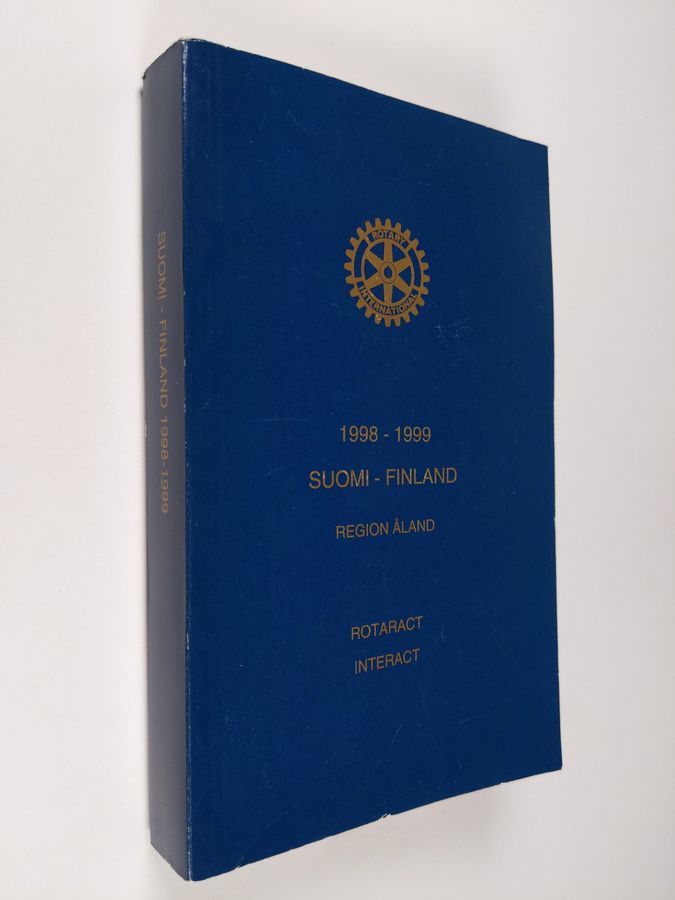 SUOMI - FINLAND 1998-1999
ROTARY
INTERNATIONAL
1998 - 1999
SUOMI - FINLAND
REGION ÅLAND
ROTARACT
INTERACT